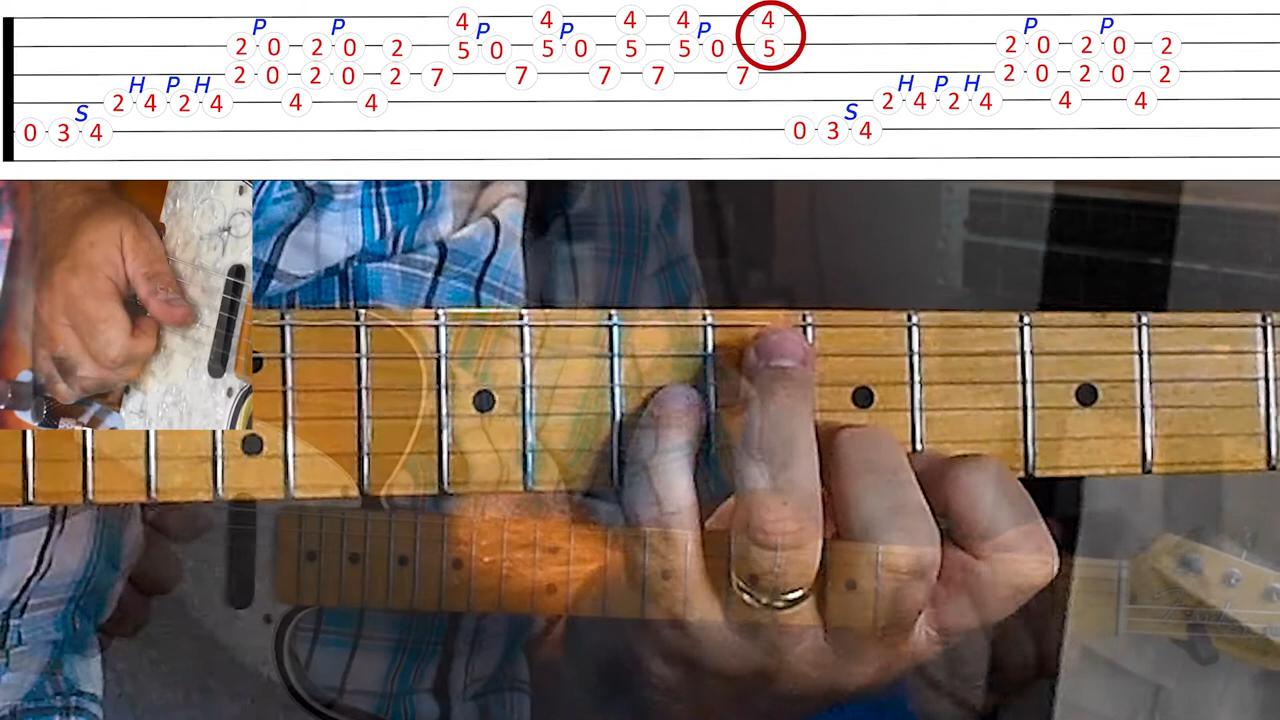 4 4 4 4 4
P P P P P P P
2 0 2 0 2 5 0 5 0 5 5 0 5 2 0 2 0 2
2 0 2 0 2 7 7 7 7 7 2 0 2 0 2
H P H H P H
2 4 2 4 4 4 2 4 2 4 4 4
S S
0 3 4 0 3 4